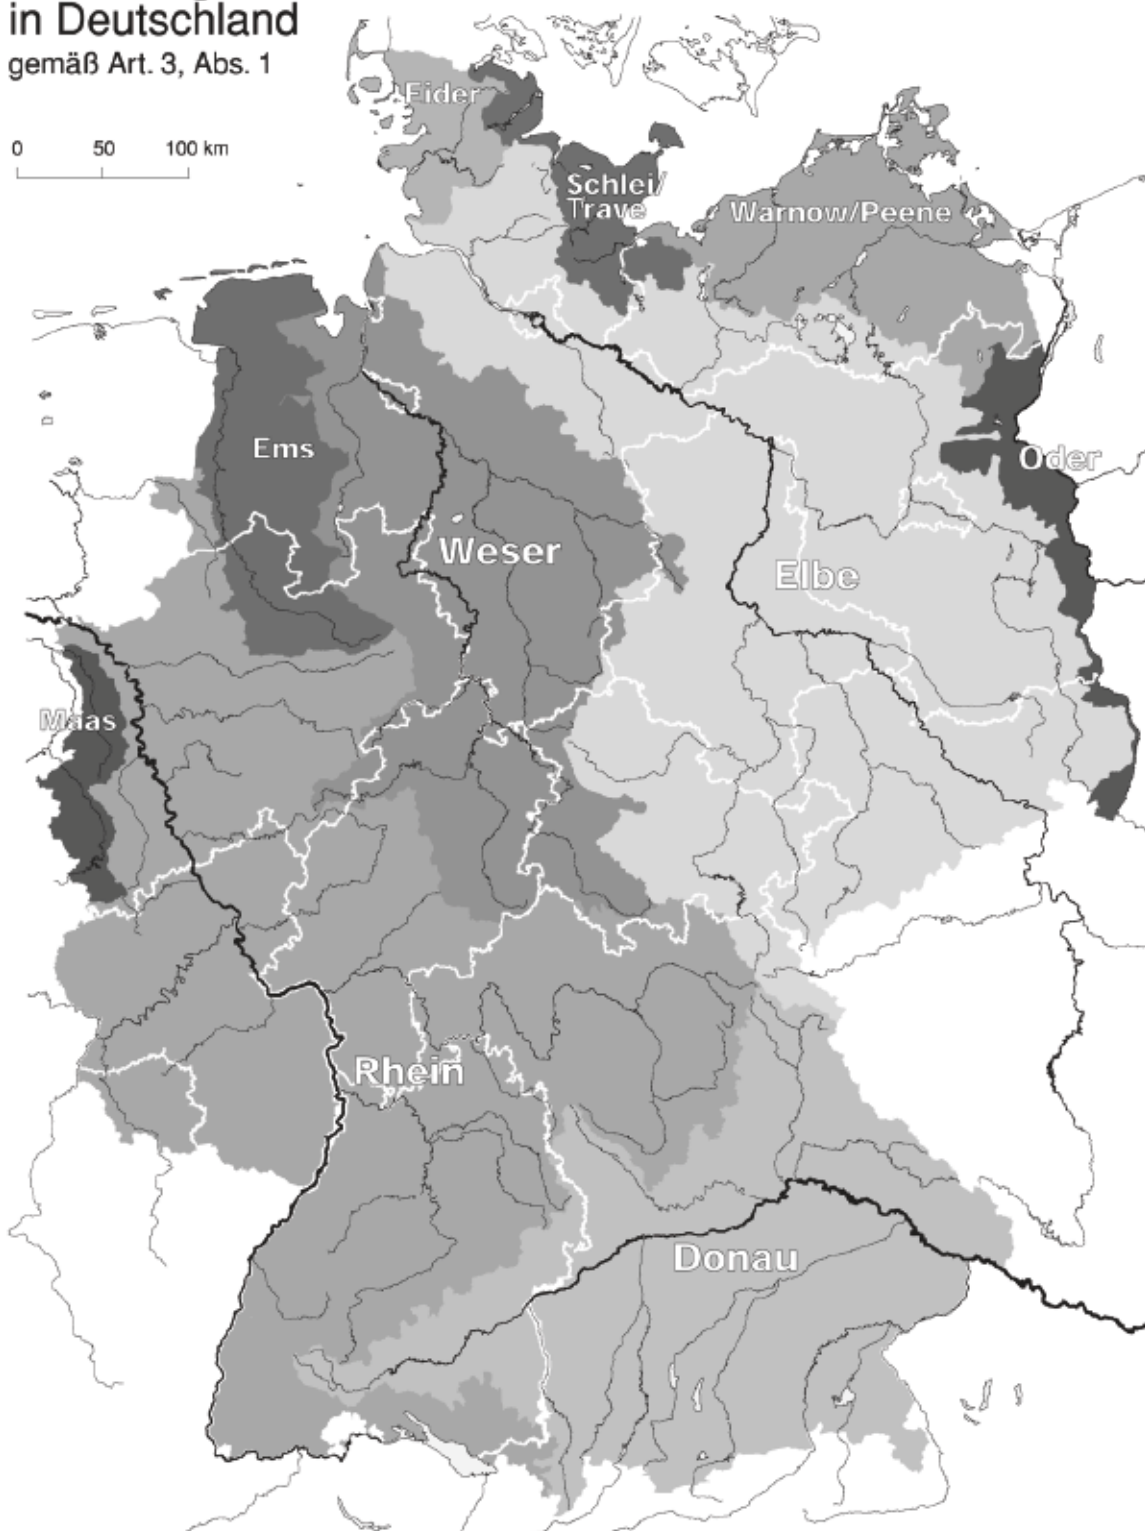 in Deutschland
gemäß Art. 3, Abs. 1
0 50 100 km
Eider
Schlei/
Trave
Warnow/Peene
Ems
Oder
Weser
Elbe
Maas
Rhein
Donau